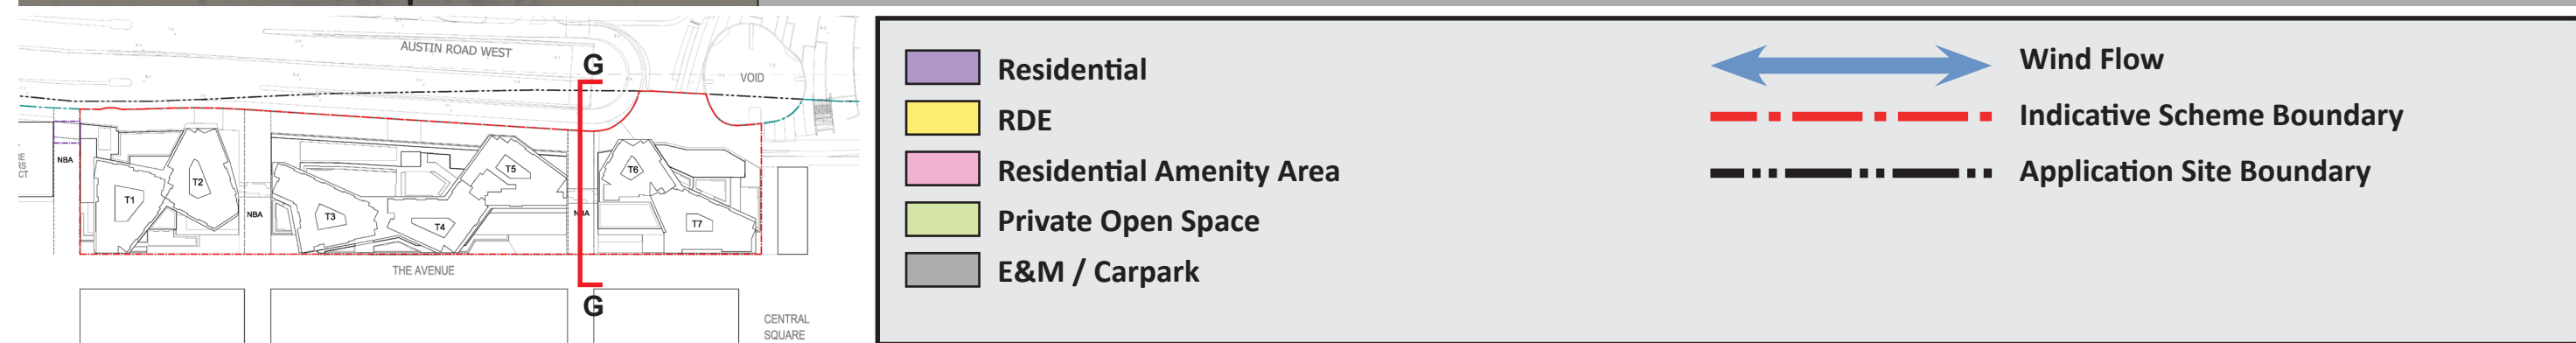 AUSTIN ROAD WEST
G
VOID
NBA
T1
T2
NBA
T3
T4
T5
NBA
T6
T7
THE AVENUE
G
CENTRAL
SQUARE
Residential
RDE
Residential Amenity Area
Private Open Space
E&M / Carpark
Wind Flow
Indicative Scheme Boundary
Application Site Boundary